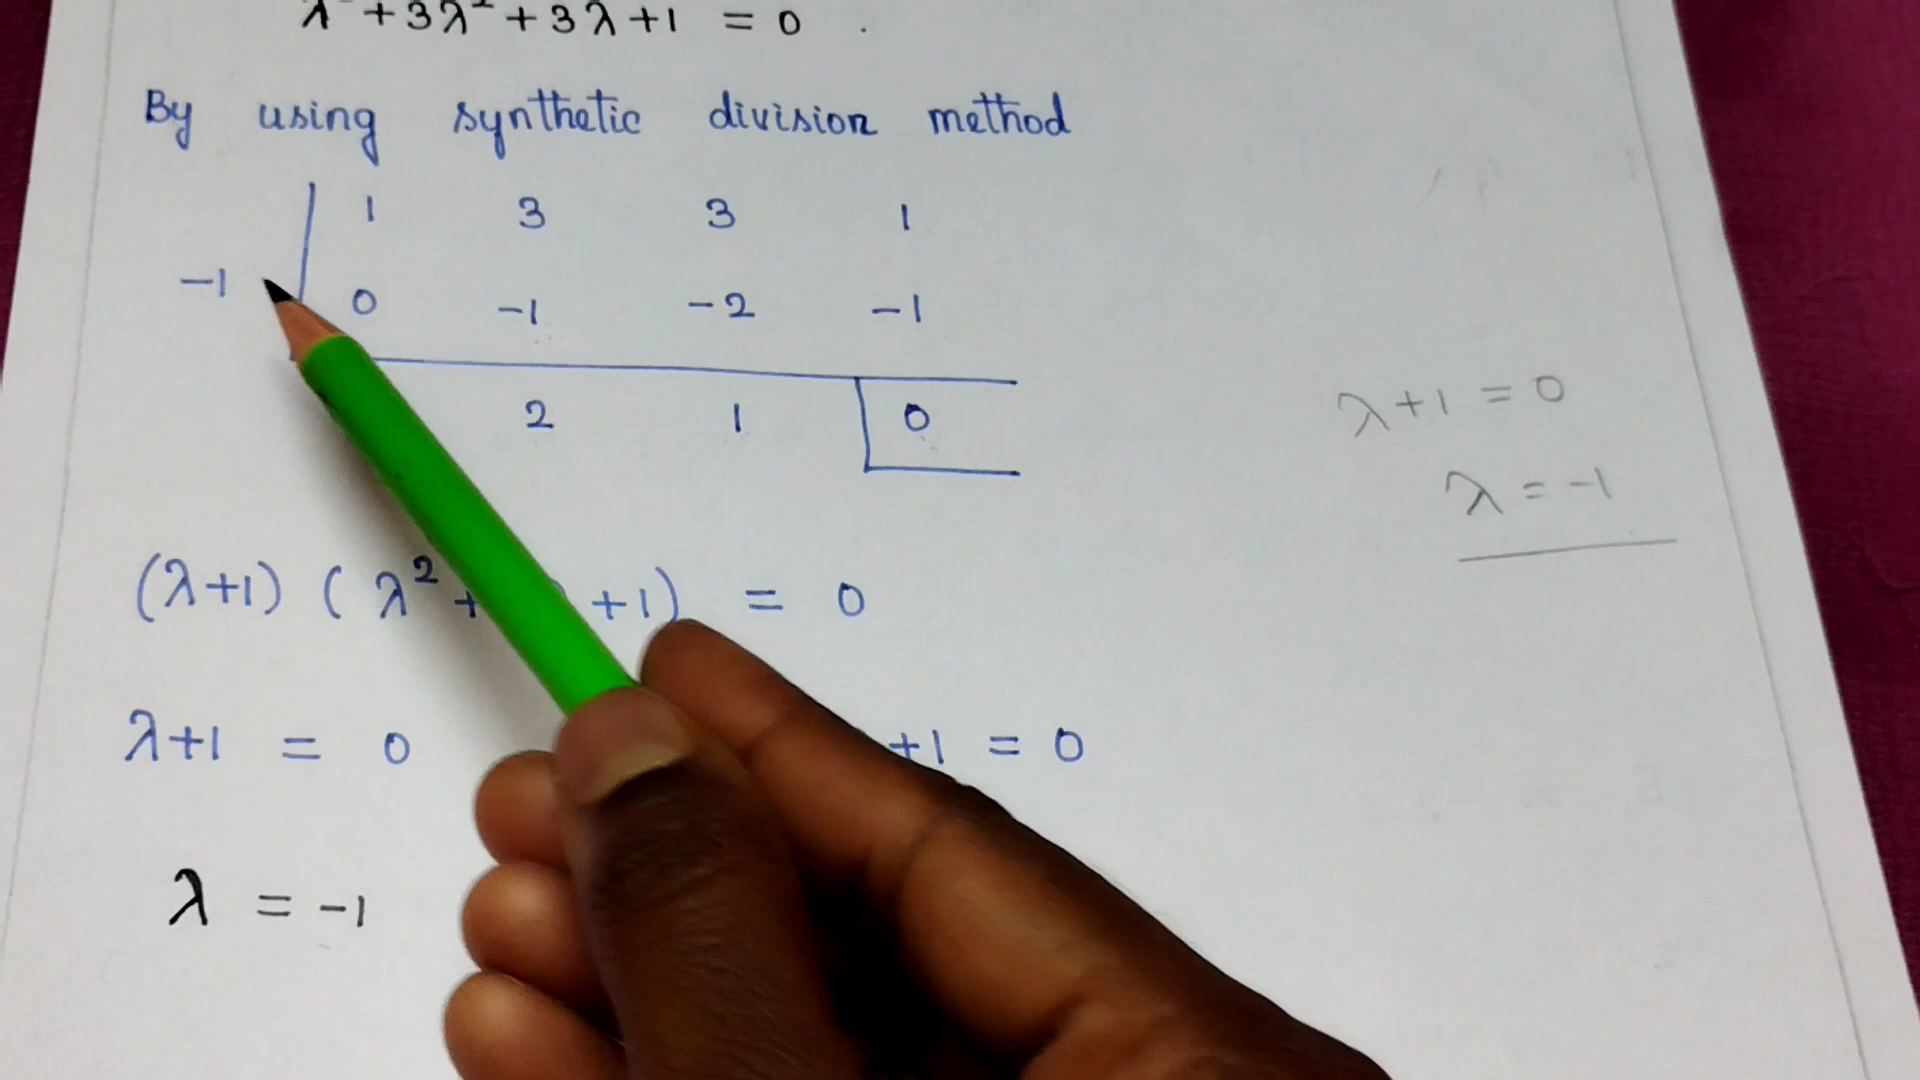 λ + 3λ² + 3λ + 1 = 0 .
By using synthetic division method
1 3 3 1
-1 0 -1 -2 -1
2 1 0
λ+1 = 0
λ = -1
(λ+1) ( λ² + +1) = 0
λ+1 = 0 +1 = 0
λ = -1